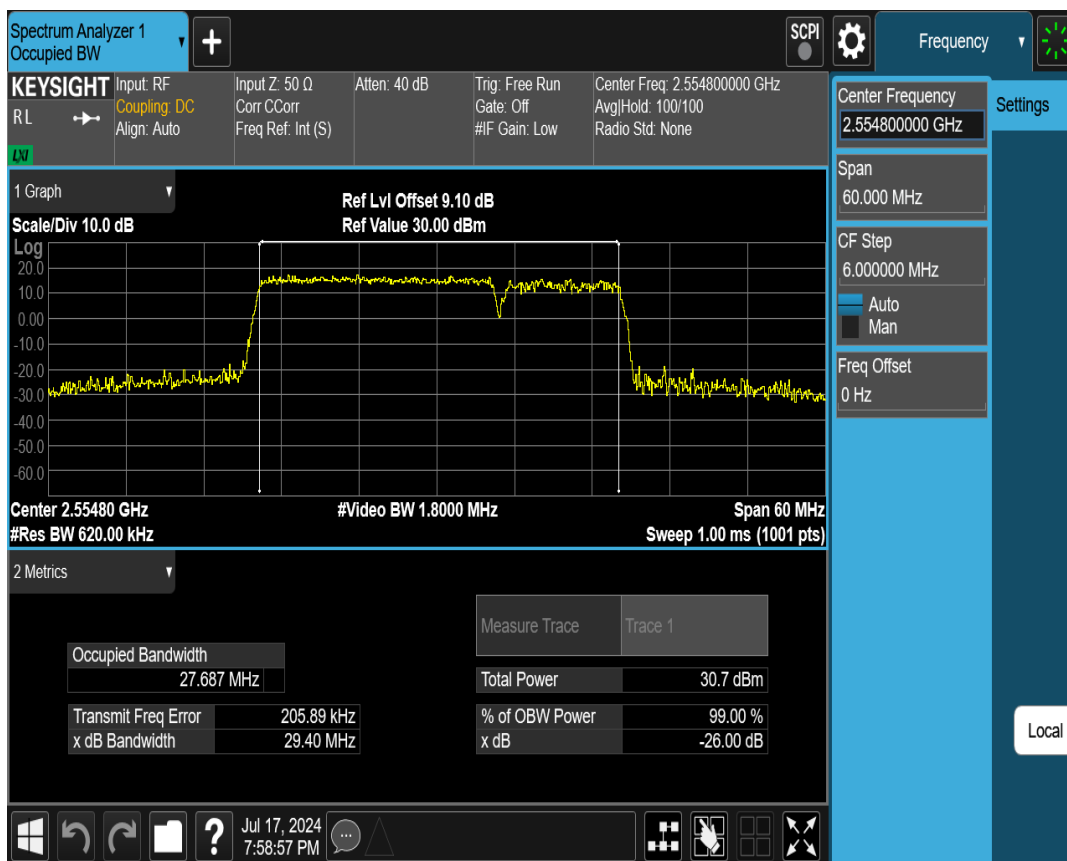 Spectrum Analyzer 1
Occupied BW
+
SCPI
Frequency
KEYSIGHT
RL
LXI
Input: RF
Coupling: DC
Align: Auto
Input Z: 50 Ω
Corr CCorr
Freq Ref: Int (S)
Atten: 40 dB
Trig: Free Run
Gate: Off
#IF Gain: Low
Center Freq: 2.554800000 GHz
Avg|Hold: 100/100
Radio Std: None
Center Frequency
2.554800000 GHz
Settings
Span
60.000 MHz
CF Step
6.000000 MHz
Auto
Man
Freq Offset
0 Hz
Local
1 Graph
Scale/Div 10.0 dB
Ref Lvl Offset 9.10 dB
Ref Value 30.00 dBm
Log
20.0
10.0
0.00
-10.0
-20.0
-30.0
-40.0
-50.0
-60.0
Center 2.55480 GHz
#Video BW 1.8000 MHz
Span 60 MHz
#Res BW 620.00 kHz
Sweep 1.00 ms (1001 pts)
2 Metrics
Measure Trace
Trace 1
Occupied Bandwidth
27.687 MHz
Total Power
30.7 dBm
Transmit Freq Error
205.89 kHz
% of OBW Power
99.00 %
x dB Bandwidth
29.40 MHz
x dB
-26.00 dB
?
Jul 17, 2024
7:58:57 PM